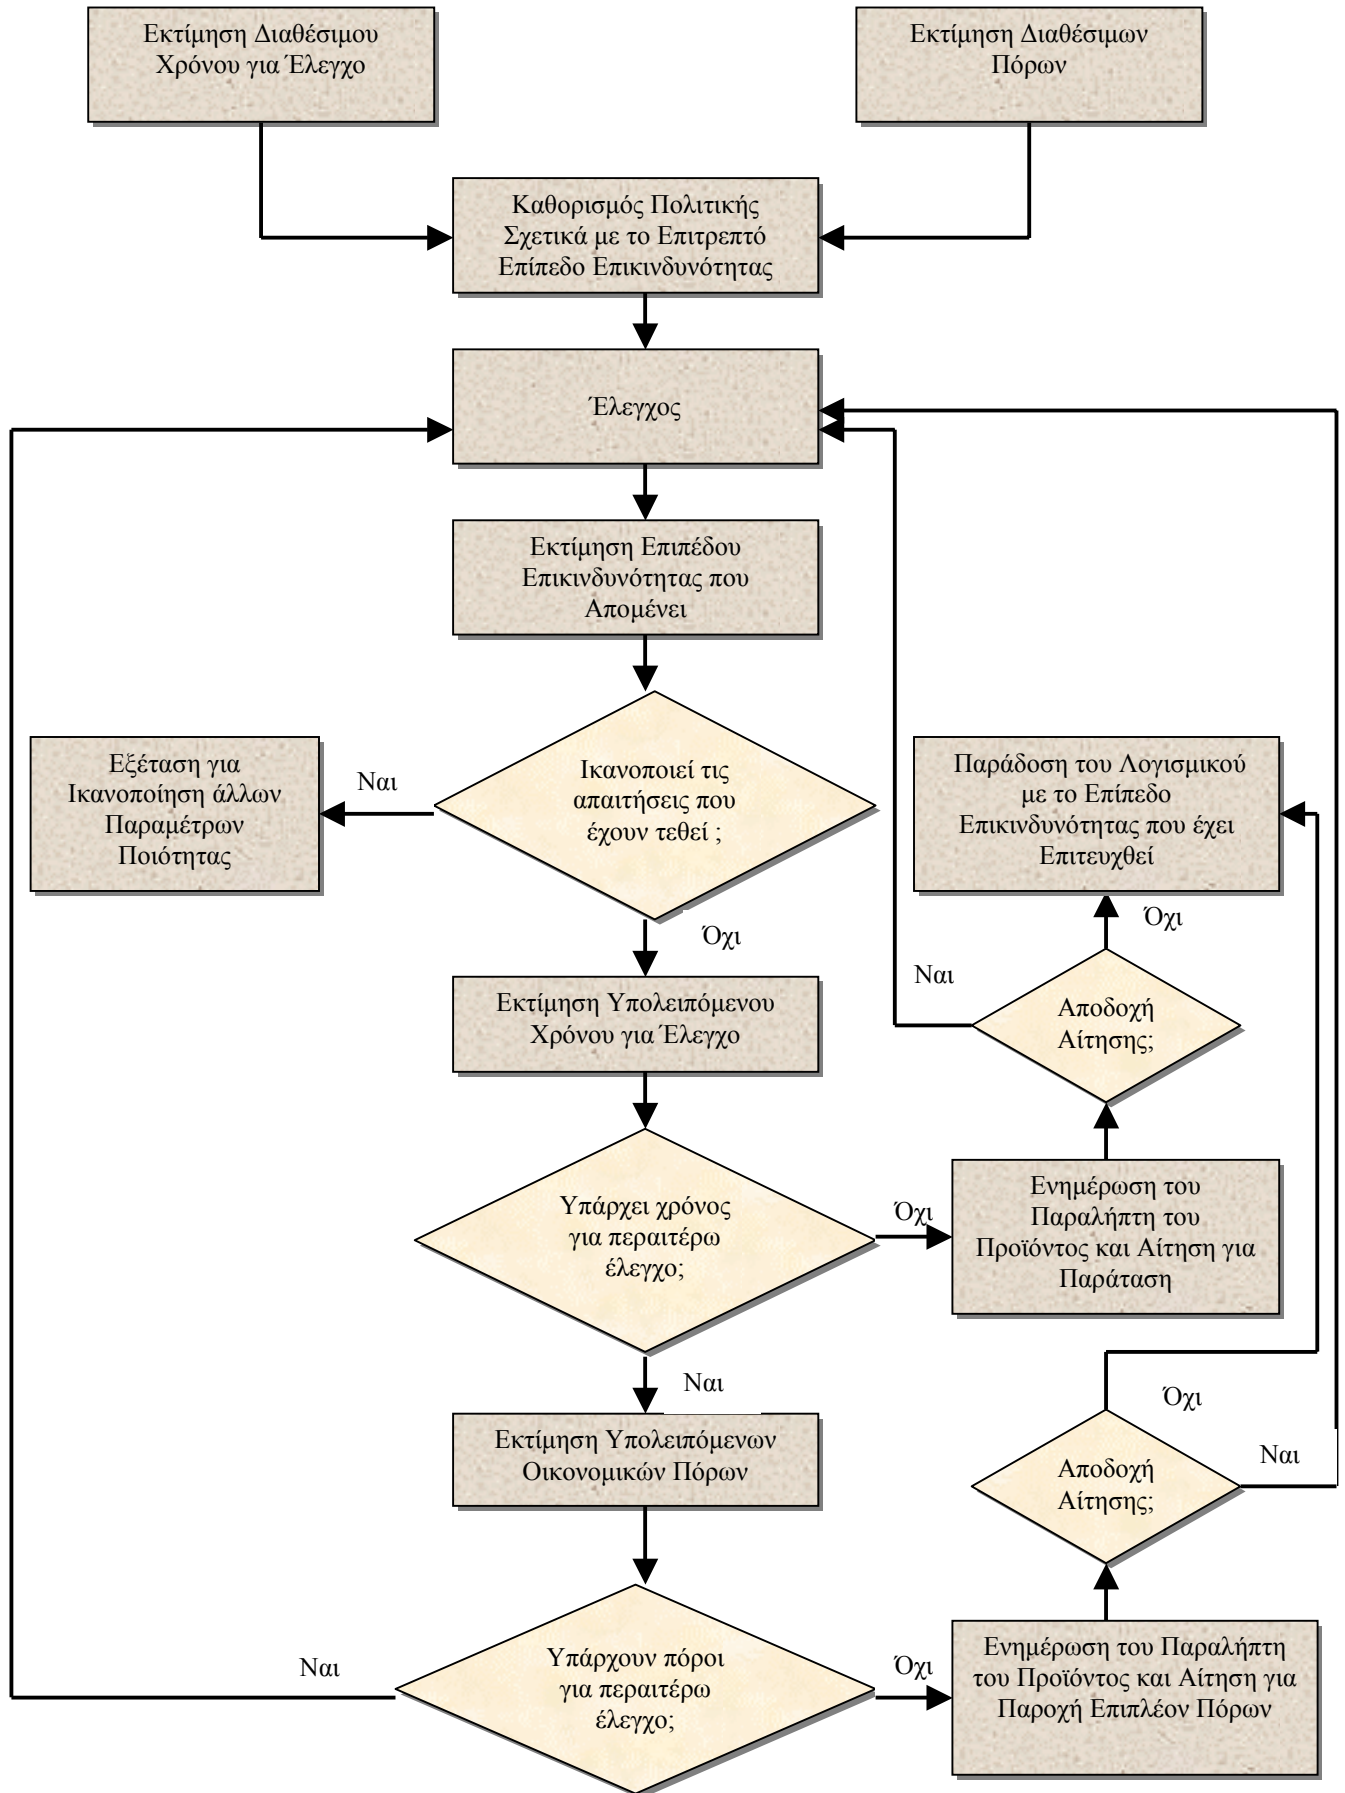 Εκτίμηση Διαθέσιμου
Χρόνου για Έλεγχο
Εκτίμηση Διαθέσιμων
Πόρων
Καθορισμός Πολιτικής
Σχετικά με το Επιτρεπτό
Επίπεδο Επικινδυνότητας
Έλεγχος
Εκτίμηση Επιπέδου
Επικινδυνότητας που
Απομένει
Ικανοποιεί τις
απαιτήσεις που
έχουν τεθεί ;
Ναι
Εξέταση για
Ικανοποίηση άλλων
Παραμέτρων
Ποιότητας
Παράδοση του Λογισμικού
με το Επίπεδο
Επικινδυνότητας που έχει
Επιτευχθεί
Όχι
Όχι
Ναι
Εκτίμηση Υπολειπόμενου
Χρόνου για Έλεγχο
Αποδοχή
Αίτησης;
Υπάρχει χρόνος
για περαιτέρω
έλεγχο;
Όχι
Ενημέρωση του
Παραλήπτη του
Προϊόντος και Αίτηση για
Παράταση
Ναι
Όχι
Εκτίμηση Υπολειπόμενων
Οικονομικών Πόρων
Αποδοχή
Αίτησης;
Ναι
Υπάρχουν πόροι
για περαιτέρω
έλεγχο;
Ναι
Όχι
Ενημέρωση του Παραλήπτη
του Προϊόντος και Αίτηση για
Παροχή Επιπλέον Πόρων